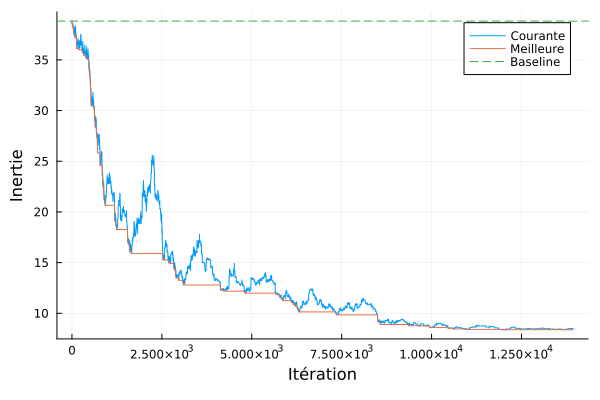 Courante
Meilleure
Baseline
35
30
25
20
15
10
Inertie
0
2.500×10³
5.000×10³
7.500×10³
1.000×10⁴
1.250×10⁴
Itération